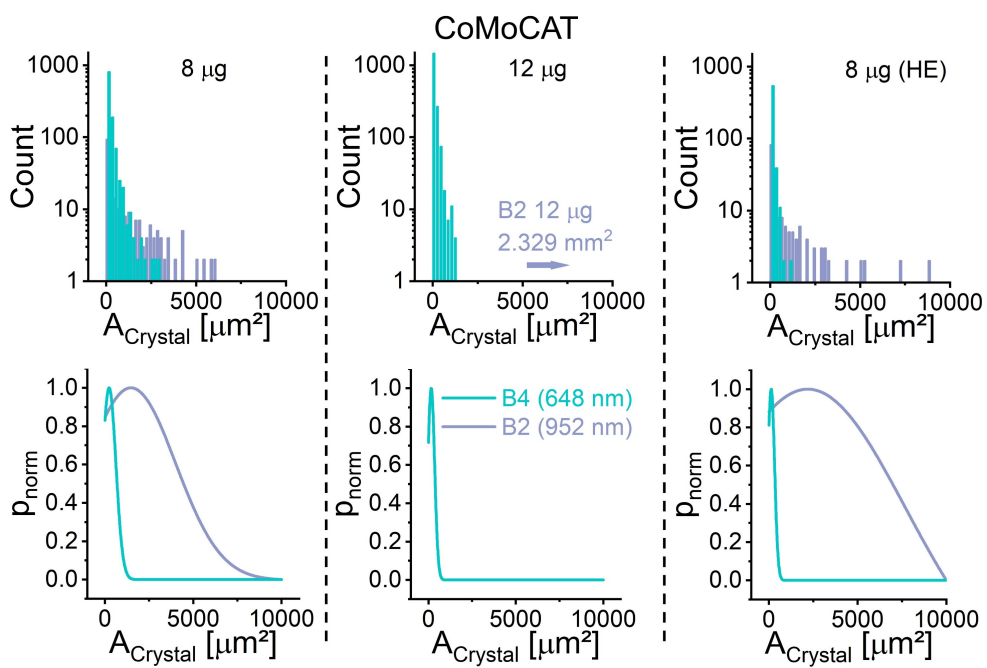 CoMoCAT
8 μg
12 μg
8 μg (HE)
Count
1000
100
10
1
0
5000
10000
A_Crystal [μm²]
Count
1000
100
10
1
0
5000
10000
A_Crystal [μm²]
B2 12 μg
2.329 mm²
Count
1000
100
10
1
0
5000
10000
A_Crystal [μm²]
p_norm
1.0
0.8
0.6
0.4
0.2
0.0
0
5000
10000
A_Crystal [μm²]
p_norm
1.0
0.8
0.6
0.4
0.2
0.0
0
5000
10000
A_Crystal [μm²]
B4 (648 nm)
B2 (952 nm)
p_norm
1.0
0.8
0.6
0.4
0.2
0.0
0
5000
10000
A_Crystal [μm²]